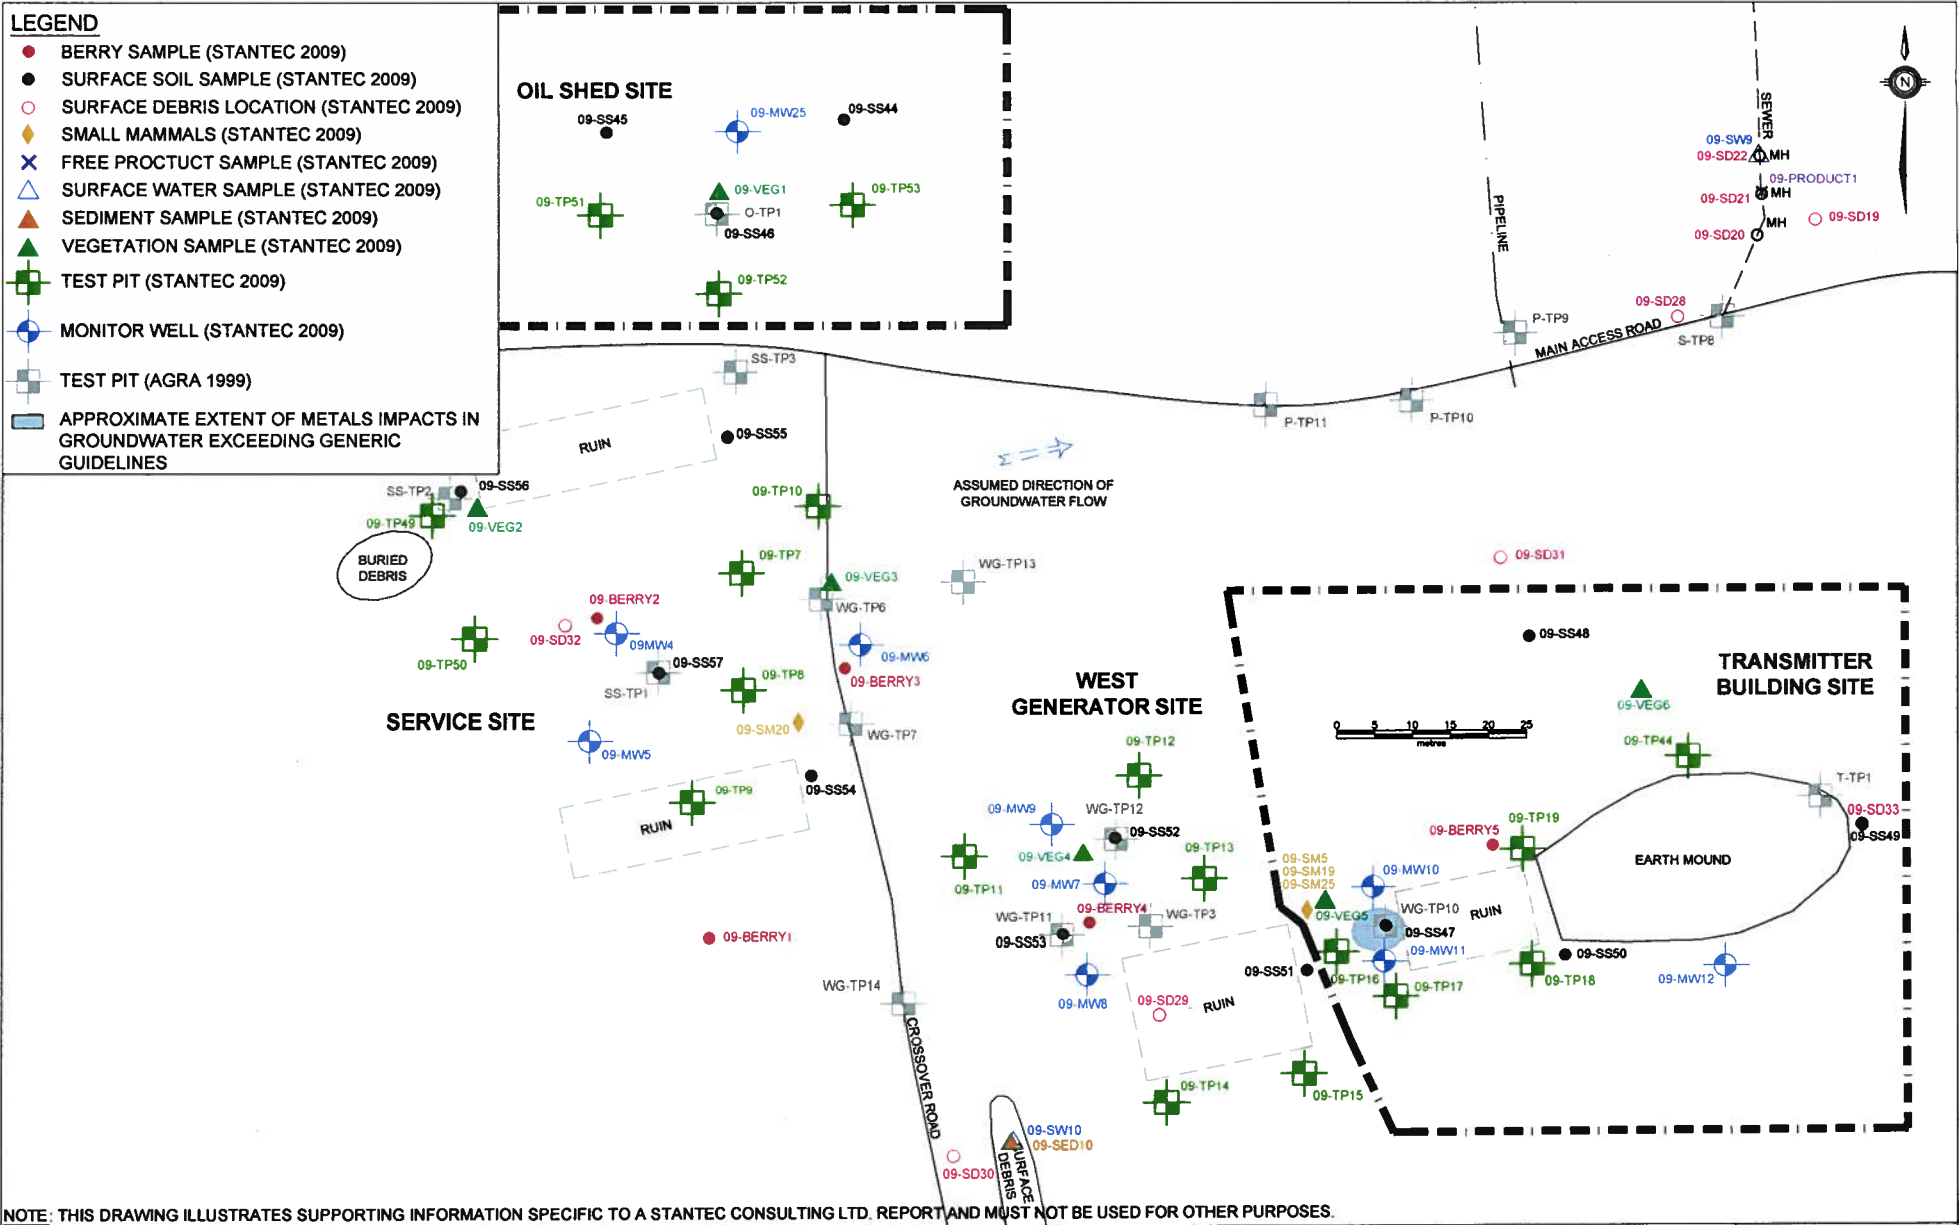 LEGEND
BERRY SAMPLE (STANTEC 2009)
SURFACE SOIL SAMPLE (STANTEC 2009)
SURFACE DEBRIS LOCATION (STANTEC 2009)
SMALL MAMMALS (STANTEC 2009)
FREE PROCTUCT SAMPLE (STANTEC 2009)
SURFACE WATER SAMPLE (STANTEC 2009)
SEDIMENT SAMPLE (STANTEC 2009)
VEGETATION SAMPLE (STANTEC 2009)
TEST PIT (STANTEC 2009)
MONITOR WELL (STANTEC 2009)
TEST PIT (AGRA 1999)
APPROXIMATE EXTENT OF METALS IMPACTS IN
GROUNDWATER EXCEEDING GENERIC
GUIDELINES
OIL SHED SITE
09-SS45
09-MW25
09-SS44
09-TP51
09-VEG1
09-TP53
O-TP1
09-SS46
09-TP52
N
SEWER
09-SW9
09-SD22
MH
09-PRODUCT1
09-SD21
MH
09-SD19
MH
09-SD20
PIPELINE
09-SD28
P-TP9
MAIN ACCESS ROAD
S-TP8
P-TP11
P-TP10
SS-TP3
RUIN
09-SS55
SS-TP2
09-SS56
09-TP49
09-VEG2
BURIED
DEBRIS
09-TP10
ASSUMED DIRECTION OF
GROUNDWATER FLOW
09-TP7
09-VEG3
WG-TP13
WG-TP6
09-SD31
09-BERRY2
09-SD32
09MW4
09-MW6
09-TP50
09-SS57
SS-TP1
09-TP8
09-BERRY3
SERVICE SITE
09-SM20
WG-TP7
09-MW5
09-SS54
09-TP9
RUIN
09-BERRY1
WG-TP14
CROSSOVER ROAD
WEST
GENERATOR SITE
09-TP12
09-MW9
WG-TP12
09-SS52
09-VEG4
09-TP13
09-TP11
09-MW7
09-BERRY4
WG-TP11
09-SS53
WG-TP3
09-MW8
09-SD29
RUIN
09-SS51
09-TP14
09-TP15
09-SW10
09-SED10
SURFACE
DEBRIS
09-SD30
09-SS48
TRANSMITTER
BUILDING SITE
09-VEG6
0 5 10 15 20 25
metres
09-TP44
T-TP1
09-SD33
09-SS49
09-TP19
09-BERRY5
EARTH MOUND
09-SM5
09-SM19
09-SM25
09-MW10
09-VEG5
WG-TP10
RUIN
09-SS47
09-MW11
09-TP16
09-TP17
09-SS50
09-TP18
09-MW12
NOTE: THIS DRAWING ILLUSTRATES SUPPORTING INFORMATION SPECIFIC TO A STANTEC CONSULTING LTD. REPORT AND MUST NOT BE USED FOR OTHER PURPOSES.